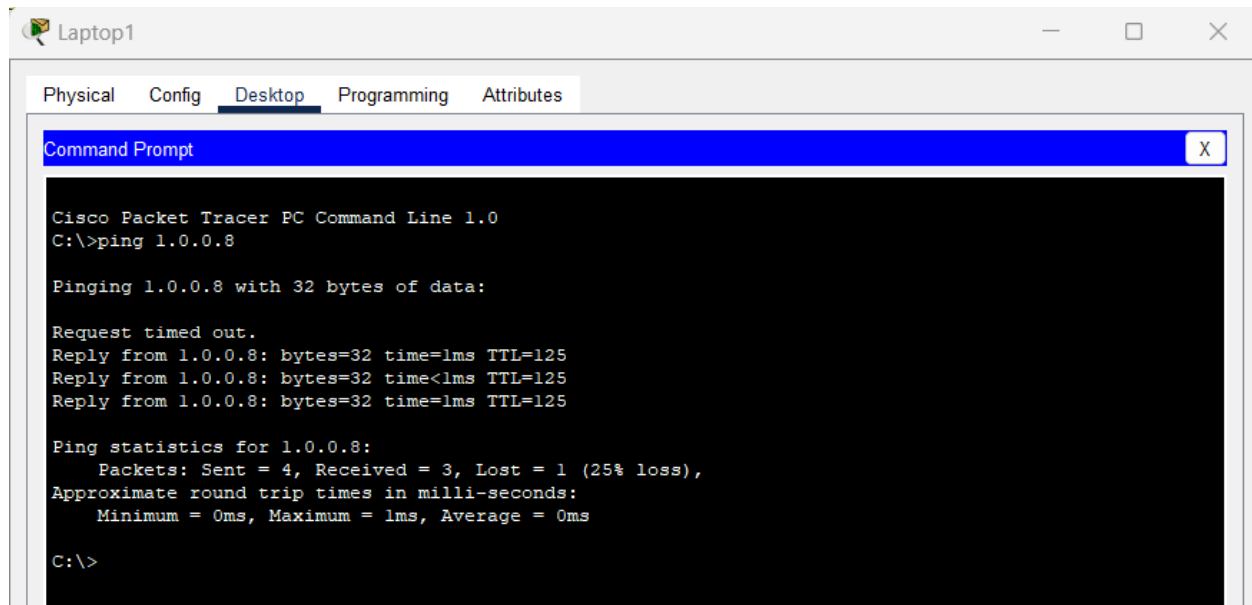 Laptop1
Physical Config Desktop Programming Attributes
Command Prompt X
Cisco Packet Tracer PC Command Line 1.0
C:\>ping 1.0.0.8
Pinging 1.0.0.8 with 32 bytes of data:
Request timed out.
Reply from 1.0.0.8: bytes=32 time=1ms TTL=125
Reply from 1.0.0.8: bytes=32 time<1ms TTL=125
Reply from 1.0.0.8: bytes=32 time=1ms TTL=125
Ping statistics for 1.0.0.8:
Packets: Sent = 4, Received = 3, Lost = 1 (25% loss),
Approximate round trip times in milli-seconds:
Minimum = 0ms, Maximum = 1ms, Average = 0ms
C:\>